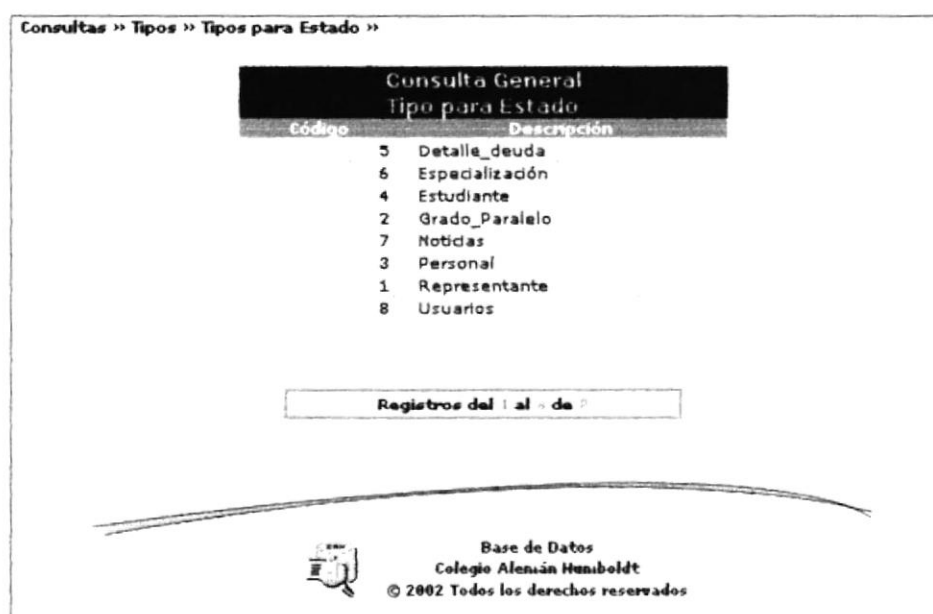 Consultas » Tipos » Tipos para Estado »
Consulta General
Tipo para Estado
Código Descripción
5 Detalle_deuda
6 Especialización
4 Estudiante
2 Grado_Paralelo
7 Noticias
3 Personal
1 Representante
8 Usuarios
Registros del 1 al de
Base de Datos
Colegio Alemán Humboldt
© 2002 Todos los derechos reservados